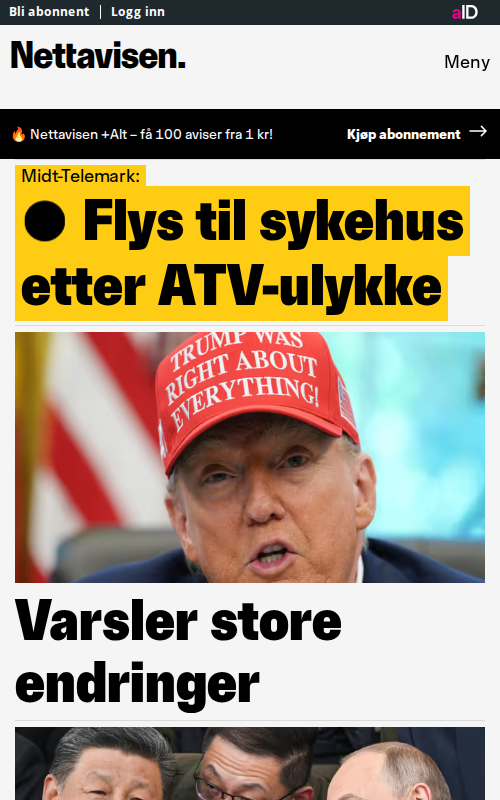 Bli abonnent | Logg inn
aID
Nettavisen.
Meny
🔥 Nettavisen +Alt – få 100 aviser fra 1 kr!
Kjøp abonnement →
Midt-Telemark:
● Flys til sykehus
etter ATV-ulykke
TRUMP WAS
RIGHT ABOUT
EVERYTHING!
Varsler store
endringer